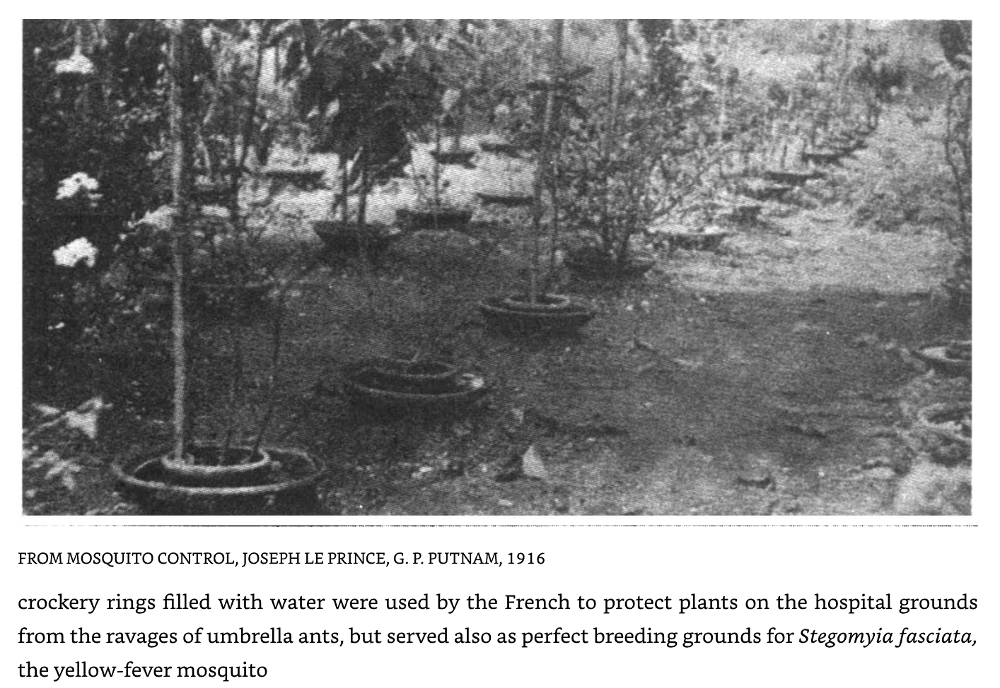 FROM MOSQUITO CONTROL, JOSEPH LE PRINCE, G. P. PUTNAM, 1916
crockery rings filled with water were used by the French to protect plants on the hospital grounds
from the ravages of umbrella ants, but served also as perfect breeding grounds for Stegomyia fasciata,
the yellow-fever mosquito